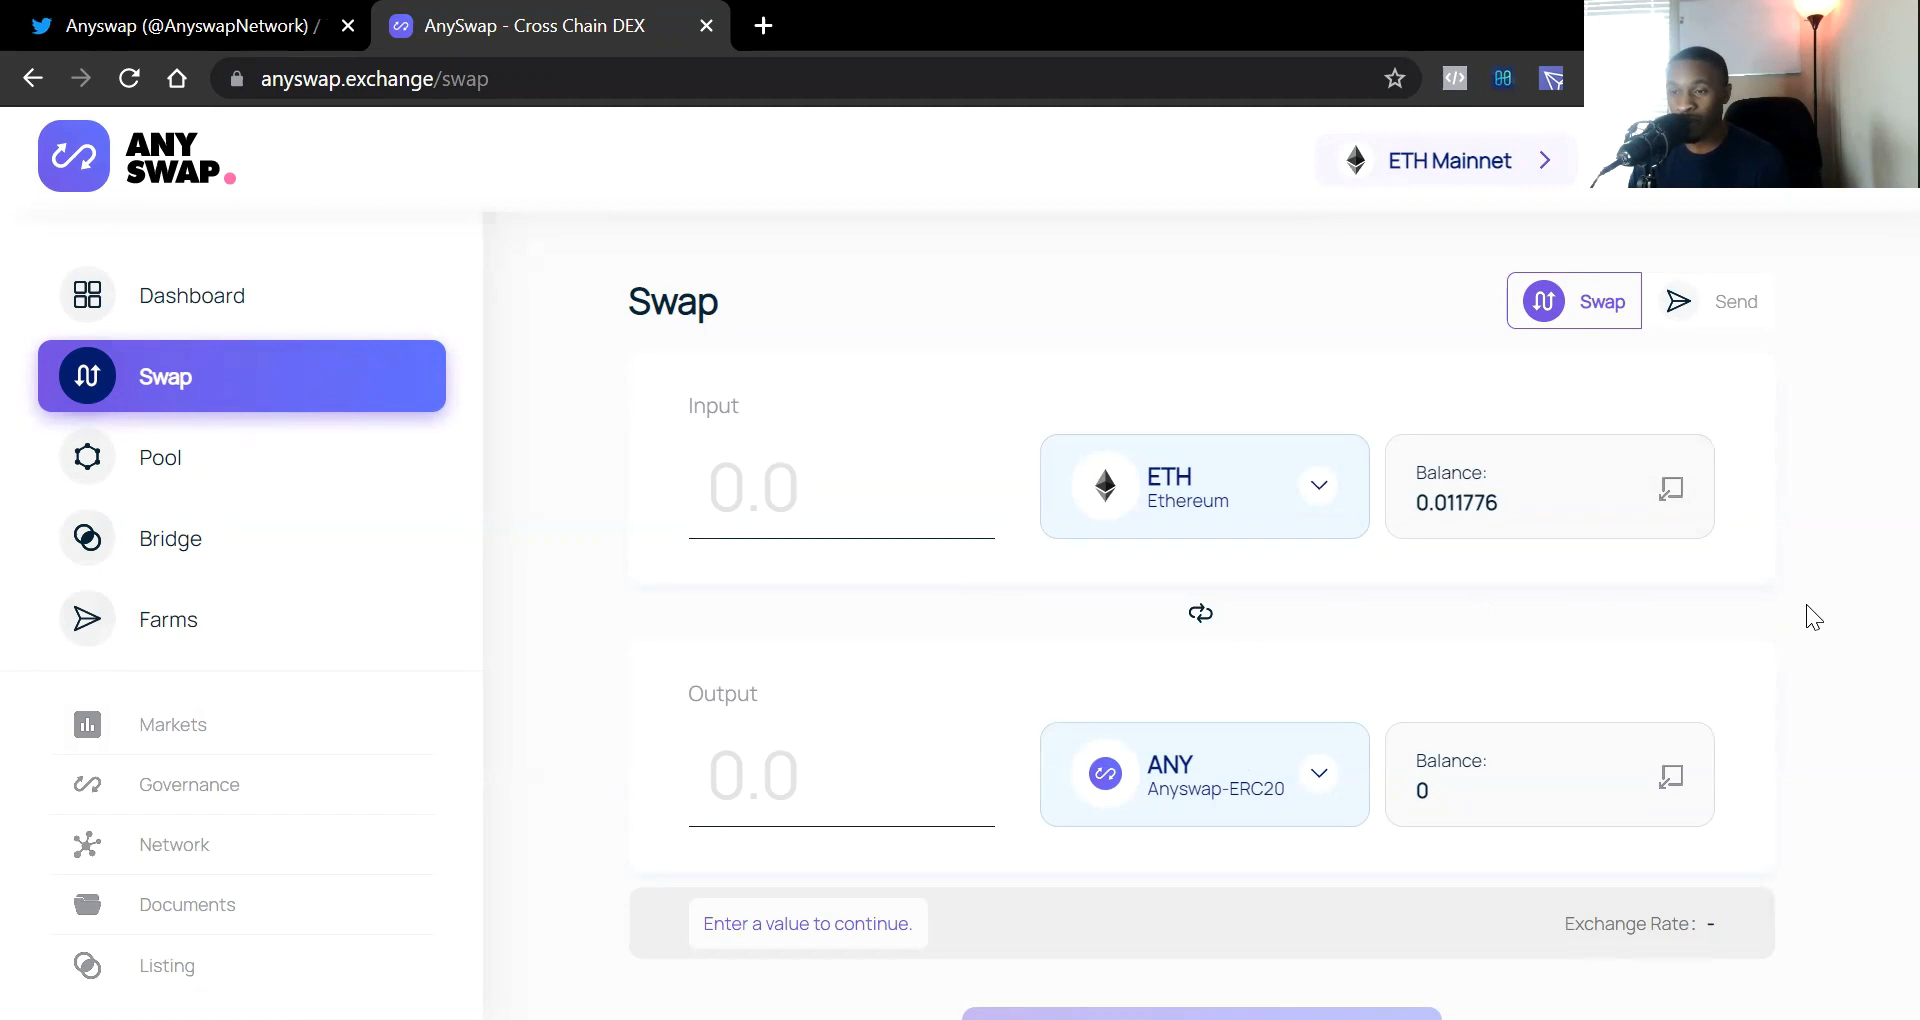 Anyswap (@AnyswapNetwork) /
AnySwap - Cross Chain DEX
anyswap.exchange/swap
ANY
SWAP.
ETH Mainnet
Dashboard
Swap
Pool
Bridge
Farms
Markets
Governance
Network
Documents
Listing
Swap
Swap
Send
Input
0.0
ETH
Ethereum
Balance:
0.011776
Output
0.0
ANY
Anyswap-ERC20
Balance:
0
Enter a value to continue.
Exchange Rate: -